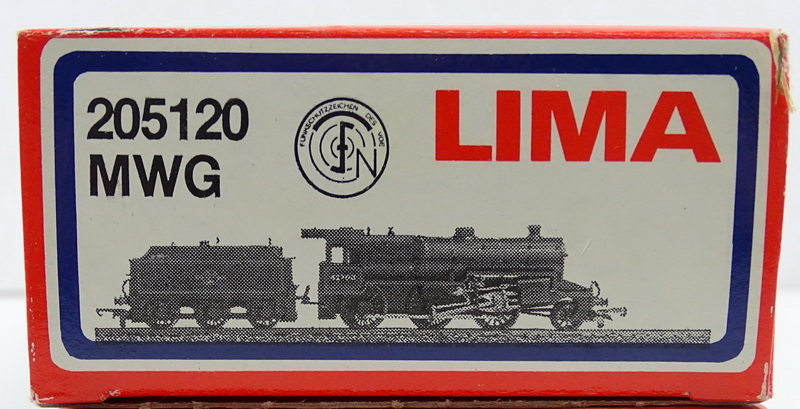 205120
MWG
FUNKSCHUTZZEICHEN DES VDE
N
LIMA